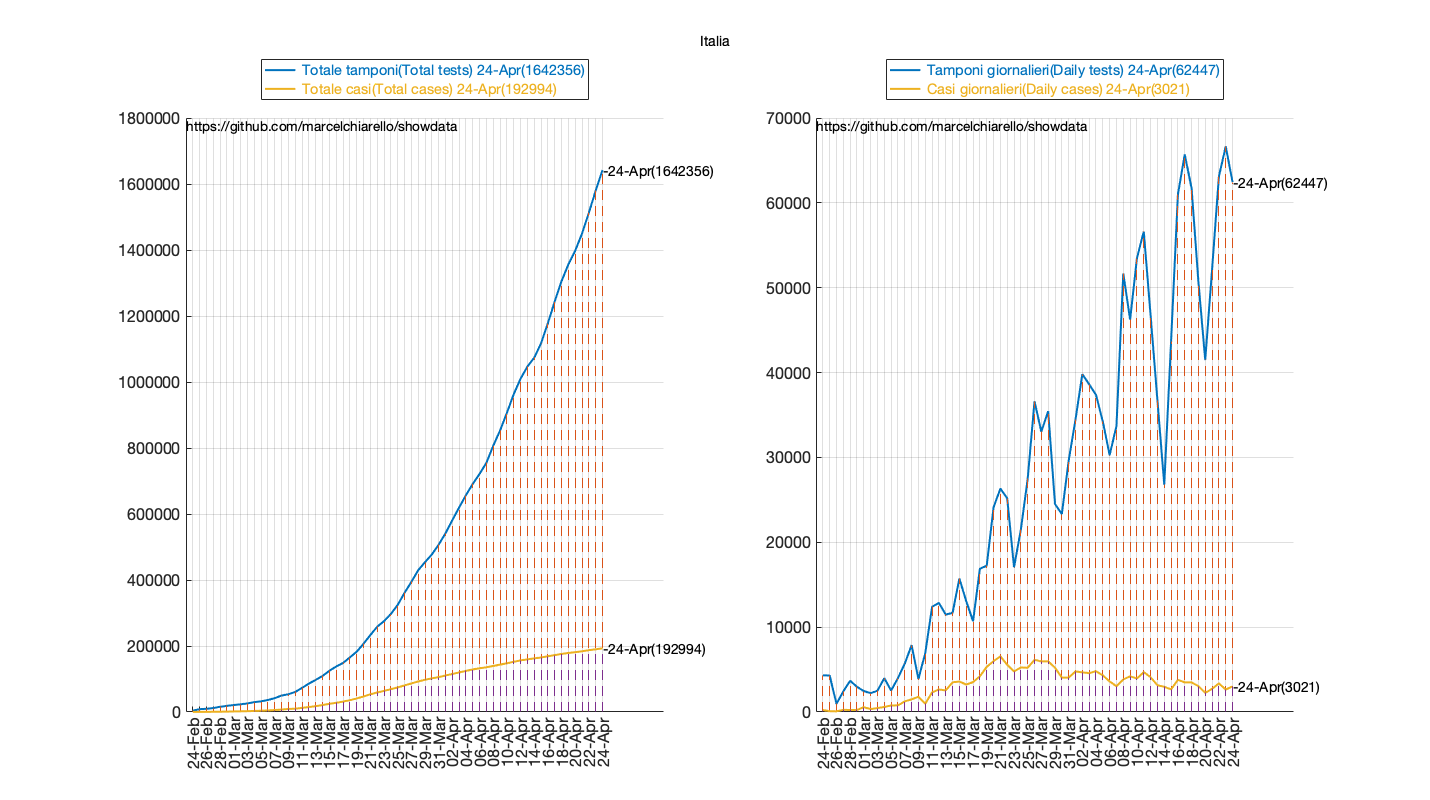 Italia
Totale tamponi(Total tests) 24-Apr(1642356)
Totale casi(Total cases) 24-Apr(192994)
1800000
https://github.com/marcelchiarello/showdata
1600000
1400000
1200000
1000000
800000
600000
400000
200000
0
-24-Apr(1642356)
-24-Apr(192994)
24-Feb
26-Feb
28-Feb
01-Mar
03-Mar
05-Mar
07-Mar
09-Mar
11-Mar
13-Mar
15-Mar
17-Mar
19-Mar
21-Mar
23-Mar
25-Mar
27-Mar
29-Mar
31-Mar
02-Apr
04-Apr
06-Apr
08-Apr
10-Apr
12-Apr
14-Apr
16-Apr
18-Apr
20-Apr
22-Apr
24-Apr
Tamponi giornalieri(Daily tests) 24-Apr(62447)
Casi giornalieri(Daily cases) 24-Apr(3021)
70000
https://github.com/marcelchiarello/showdata
60000
50000
40000
30000
20000
10000
0
-24-Apr(62447)
-24-Apr(3021)
24-Feb
26-Feb
28-Feb
01-Mar
03-Mar
05-Mar
07-Mar
09-Mar
11-Mar
13-Mar
15-Mar
17-Mar
19-Mar
21-Mar
23-Mar
25-Mar
27-Mar
29-Mar
31-Mar
02-Apr
04-Apr
06-Apr
08-Apr
10-Apr
12-Apr
14-Apr
16-Apr
18-Apr
20-Apr
22-Apr
24-Apr